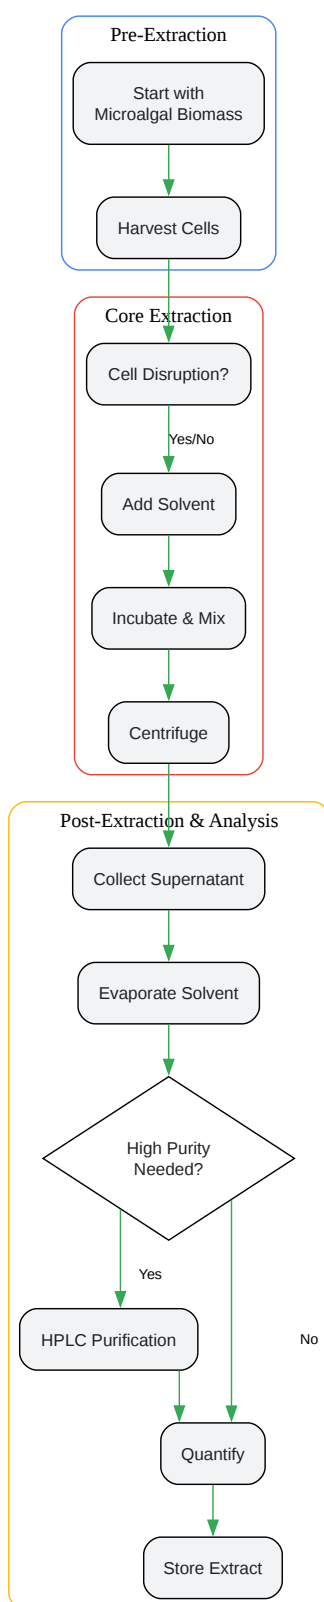 Pre-Extraction
Start with
Microalgal Biomass
Harvest Cells
Core Extraction
Cell Disruption?
Yes/No
Add Solvent
Incubate & Mix
Centrifuge
Post-Extraction & Analysis
Collect Supernatant
Evaporate Solvent
High Purity
Needed?
Yes
HPLC Purification
No
Quantify
Store Extract